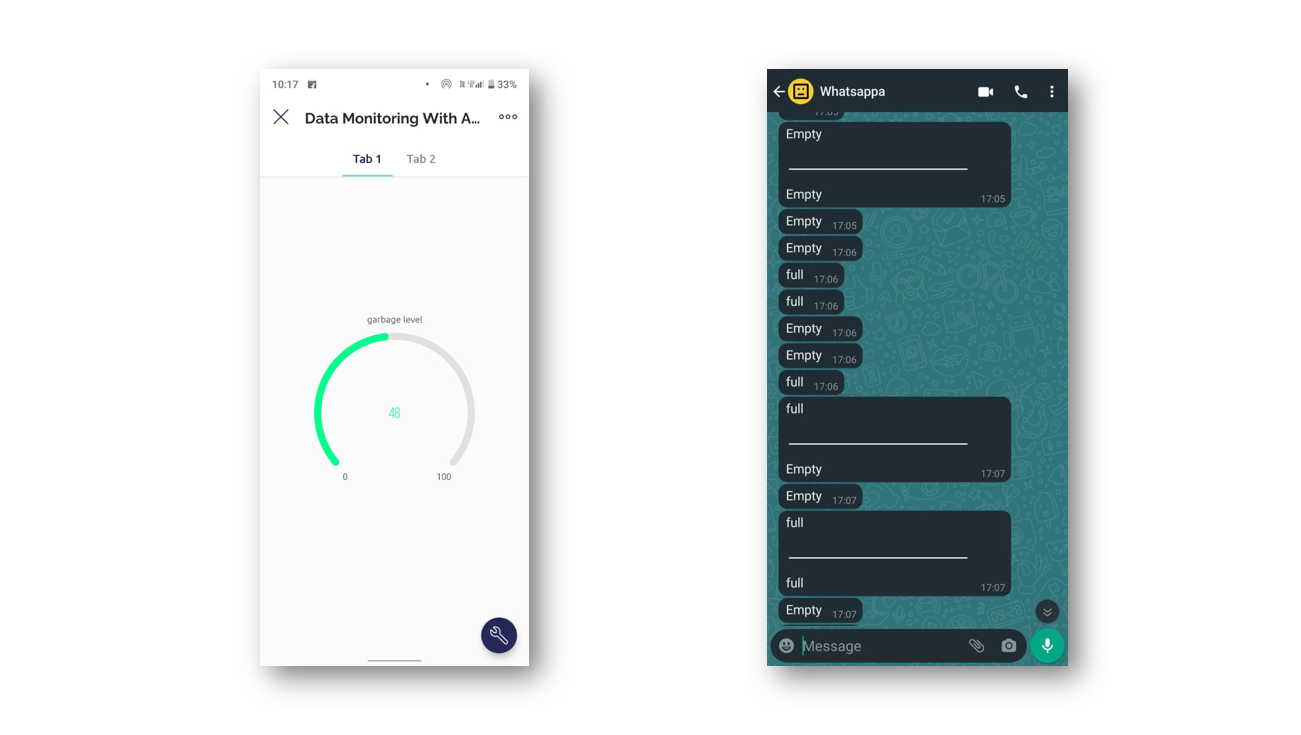 10:17
33%
Data Monitoring With A...
Tab 1 Tab 2
garbage level
48
0 100
Whatsappa
17:05
Empty
Empty
17:05
Empty 17:05
Empty 17:06
full 17:06
full 17:06
Empty 17:06
Empty 17:06
full 17:06
full
Empty
17:07
Empty 17:07
full
full
17:07
Empty 17:07
Message